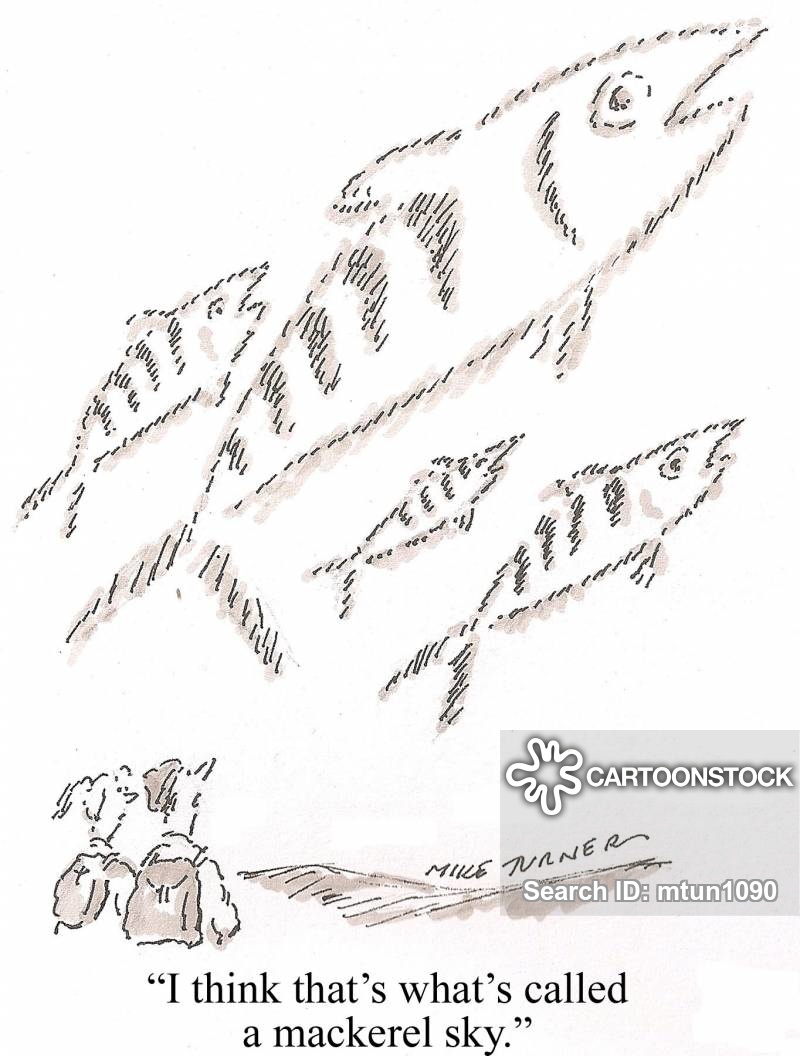 CARTOONSTOCK
MIKE TURNER
Search ID: mtun1090
“I think that’s what’s called
a mackerel sky.”